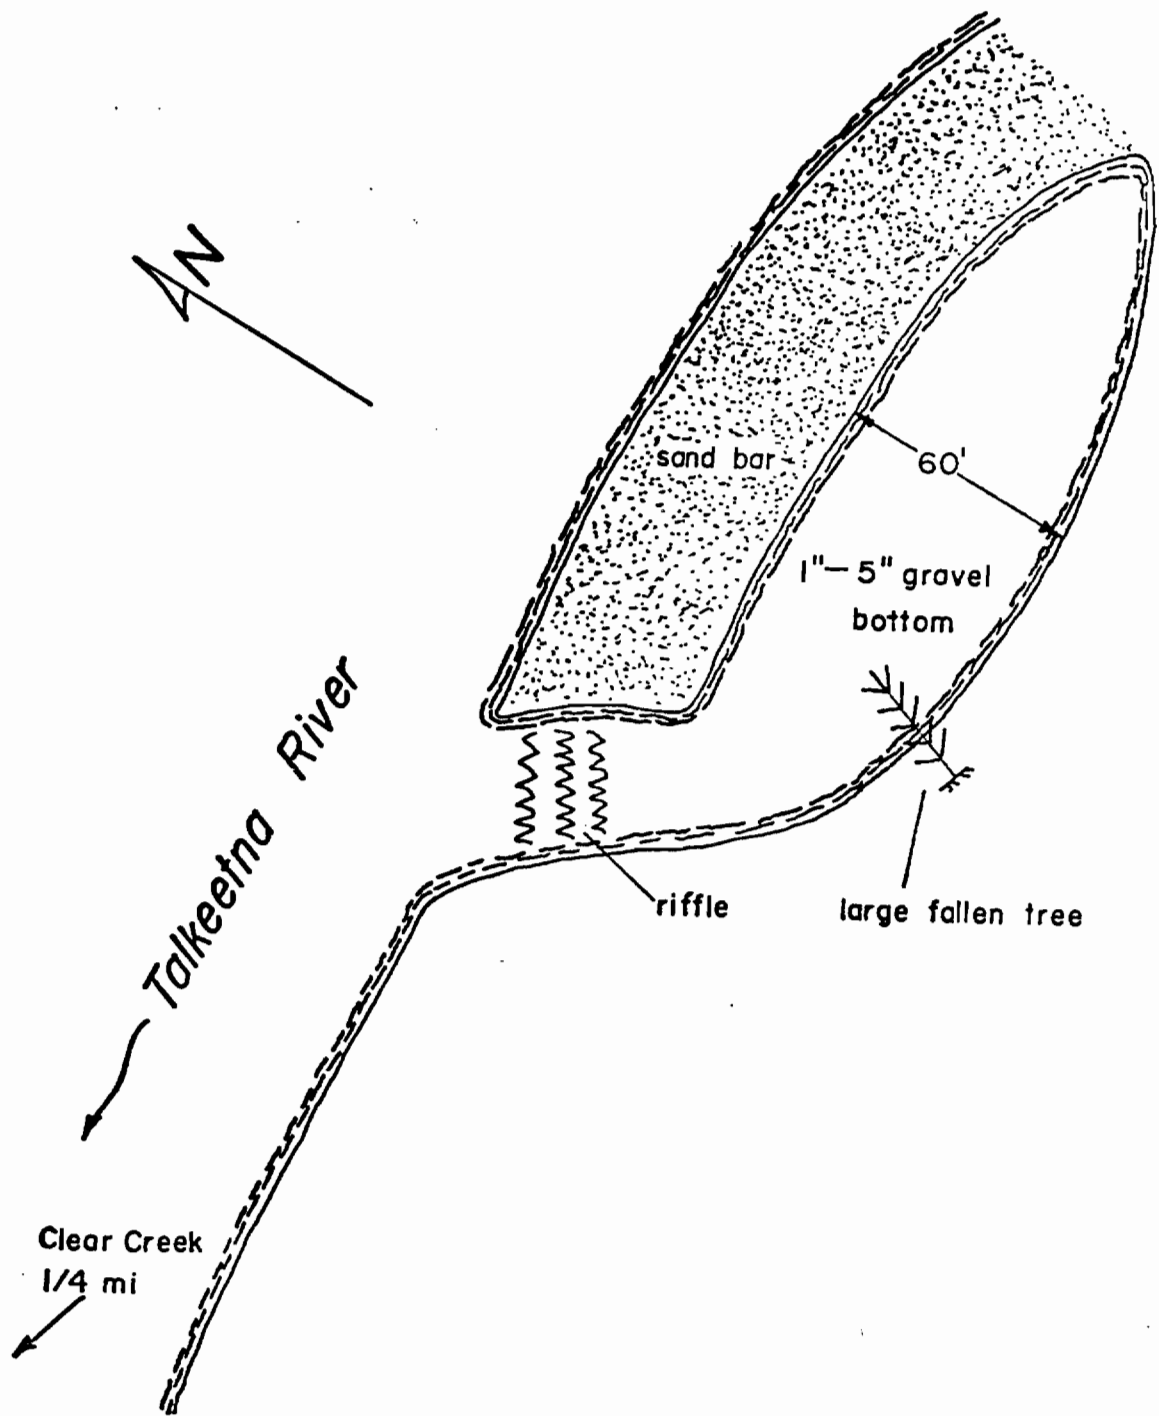 N
sand bar
60'
1"–5" gravel
bottom
Talkeetna River
riffle
large fallen tree
Clear Creek
1/4 mi